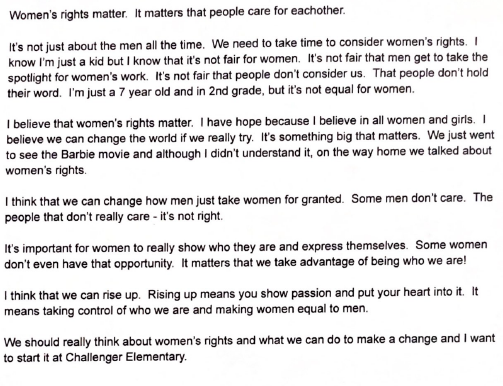 Women's rights matter.  It matters that people care for eachother.
It's not just about the men all the time.  We need to take time to consider women's rights.  I
know I'm just a kid but I know that it's not fair for women.  It's not fair that men get to take the
spotlight for women's work.  It's not fair that people don't consider us.  That people don't hold
their word.  I'm just a 7 year old and in 2nd grade, but it's not equal for women.
I believe that women's rights matter.  I have hope because I believe in all women and girls.  I
believe we can change the world if we really try.  It's something big that matters.  We just went
to see the Barbie movie and although I didn't understand it, on the way home we talked about
women's rights.
I think that we can change how men just take women for granted.  Some men don't care.  The
people that don't really care - it's not right.
It's important for women to really show who they are and express themselves.  Some women
don't even have that opportunity.  It matters that we take advantage of being who we are!
I think that we can rise up.  Rising up means you show passion and put your heart into it.  It
means taking control of who we are and making women equal to men.
We should really think about women's rights and what we can do to make a change and I want
to start it at Challenger Elementary.